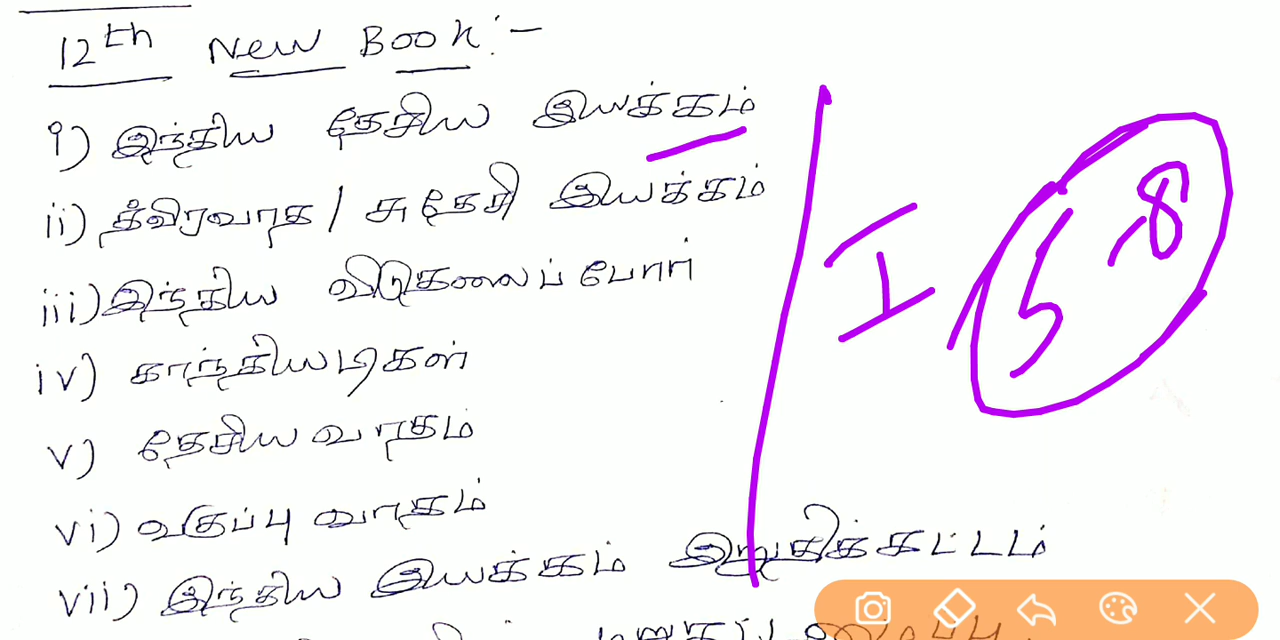 12th New Book:-
i) இந்திய தேசிய இயக்கம்
ii) தீவிரவாத / சுதேசி இயக்கம்
iii) இந்திய விடுதலைப் போர்
iv) காந்தியடிகள்
v) தேசிய வாதம்
vi) வகுப்பு வாதம்
vii) இந்திய இயக்கம் இறுதிக்கட்டம்
I 5-8